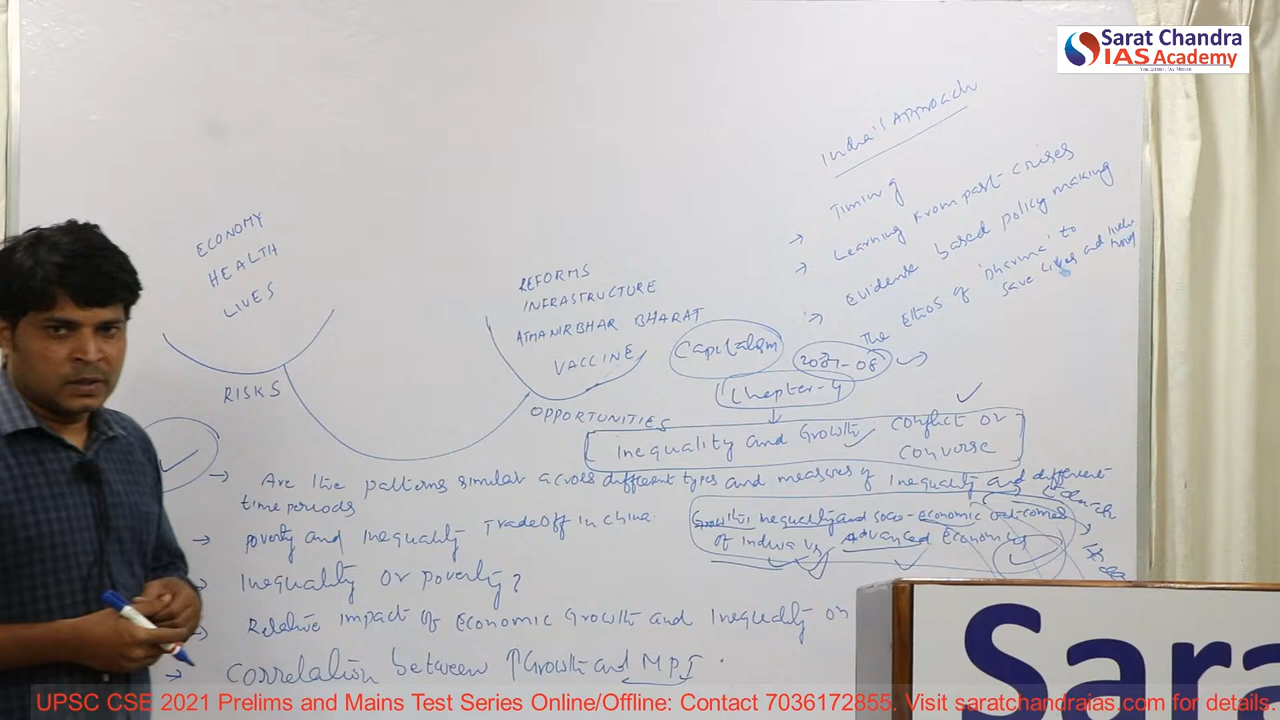 Sarat Chandra
IAS Academy
India's Approach
→ Timing
→ Learning from past crises
→ Evidense based policy making
The Ethos of 'Dharma' to
save lives and
ECONOMY
HEALTH
LIVES
RISKS
REFORMS
INFRASTRUCTURE
ATMANIRBHAR BHARAT
VACCINE
OPPORTUNITIES
Capitalism
2007-08
Chapter-4
Inequality and Growth: Conflict or
Converse
→ Are the patterns similar across different types and measures of Inequality and different
time periods
→ poverty and Inequality Tradeoff in China.
→ Inequality or poverty?
→ Relative impact of Economic Growth and Inequality on
→ Correlation between ↑Growth and MPI.
Growth, Inequality and socio-economic outcomes
of India vs Advanced Economies
Sara
UPSC CSE 2021 Prelims and Mains Test Series Online/Offline: Contact 7036172855. Visit saratchandraias.com for details.